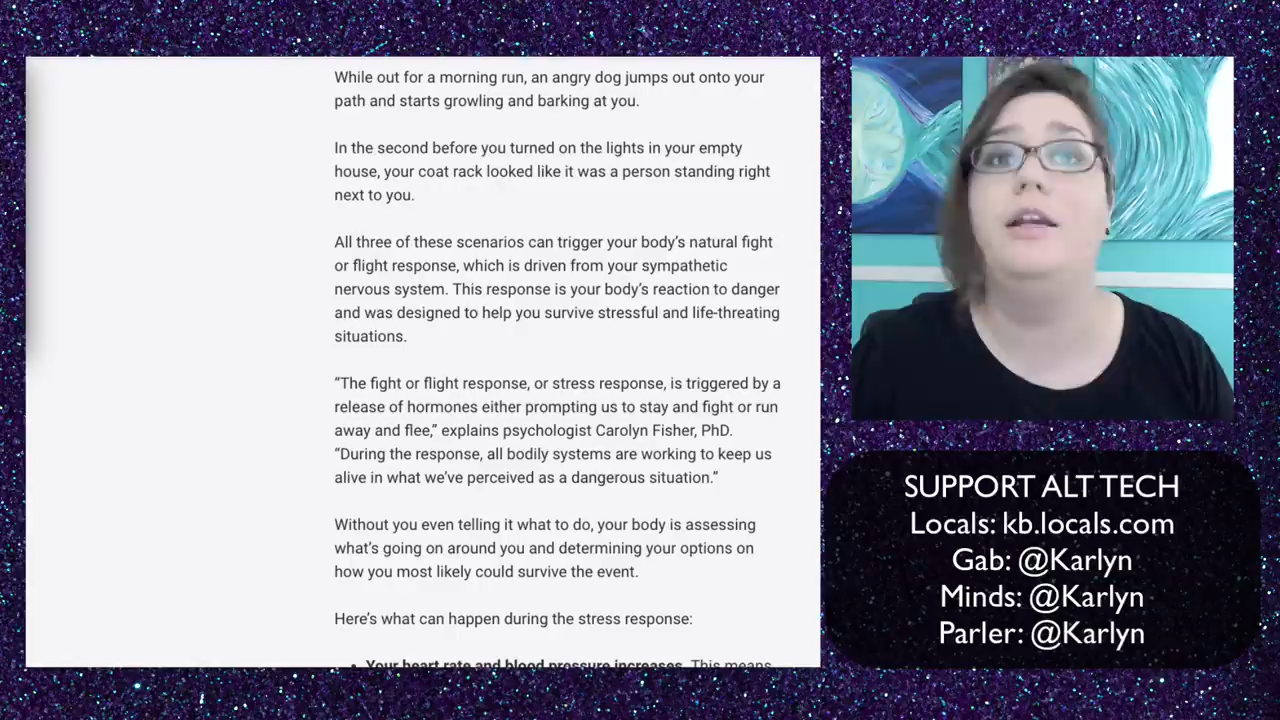 While out for a morning run, an angry dog jumps out onto your
path and starts growling and barking at you.
In the second before you turned on the lights in your empty
house, your coat rack looked like it was a person standing right
next to you.
All three of these scenarios can trigger your body’s natural fight
or flight response, which is driven from your sympathetic
nervous system. This response is your body’s reaction to danger
and was designed to help you survive stressful and life-threating
situations.
“The fight or flight response, or stress response, is triggered by a
release of hormones either prompting us to stay and fight or run
away and flee,” explains psychologist Carolyn Fisher, PhD.
“During the response, all bodily systems are working to keep us
alive in what we’ve perceived as a dangerous situation.”
Without you even telling it what to do, your body is assessing
what’s going on around you and determining your options on
how you most likely could survive the event.
Here’s what can happen during the stress response:
• Your heart rate and blood pressure increases. This means
SUPPORT ALT TECH
Locals: kb.locals.com
Gab: @Karlyn
Minds: @Karlyn
Parler: @Karlyn